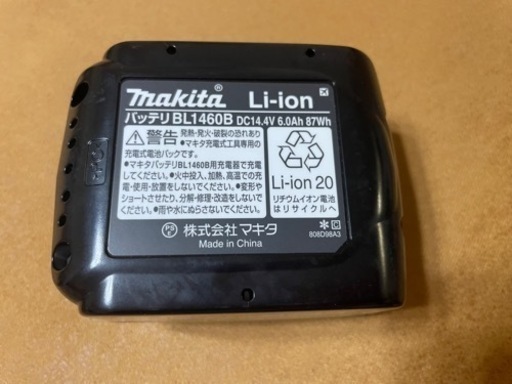 makita® Li-ion
バッテリBL1460B DC14.4V 6.0Ah 87Wh
警告 発熱・発火・破裂の恐れあり
●マキタ充電式工具専用の
充電式電池パックです。
●マキタバッテリBL1460B用充電器で充電
してください。●火中投入、加熱、高温での充
電・使用・放置をしないでください。●変形や
ショートさせたり、分解・修理・改造をしないで
ください。●雨や水にぬらさないでください。
Li-ion 20
リチウムイオン電池
はリサイクルへ
株式会社 マキタ
Made in China
808D98A3